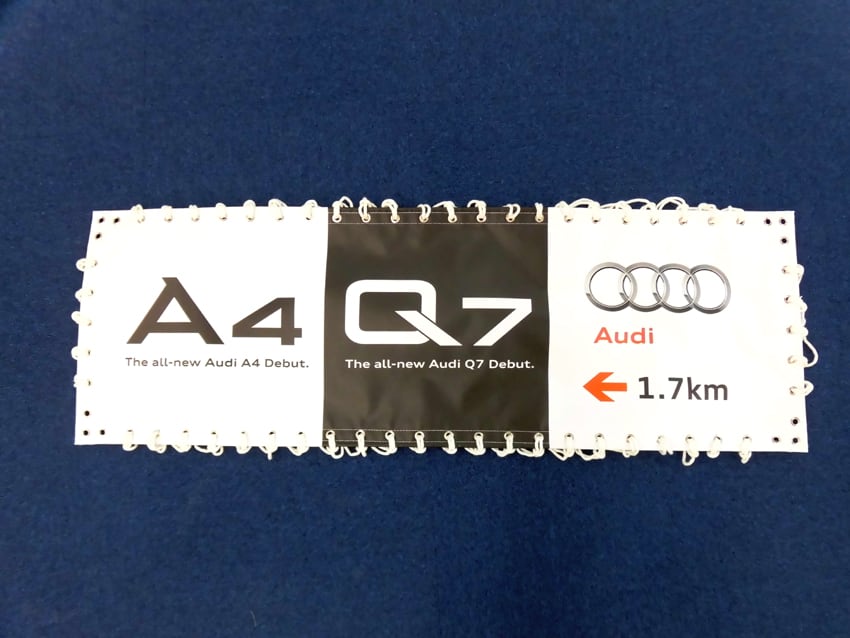 A4
The all-new Audi A4 Debut.
Q7
The all-new Audi Q7 Debut.
Audi
← 1.7km